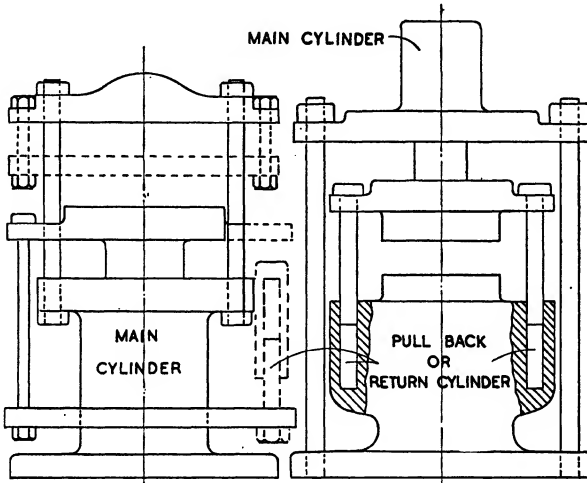 MAIN CYLINDER
MAIN
CYLINDER
PULL BACK
OR
RETURN CYLINDER